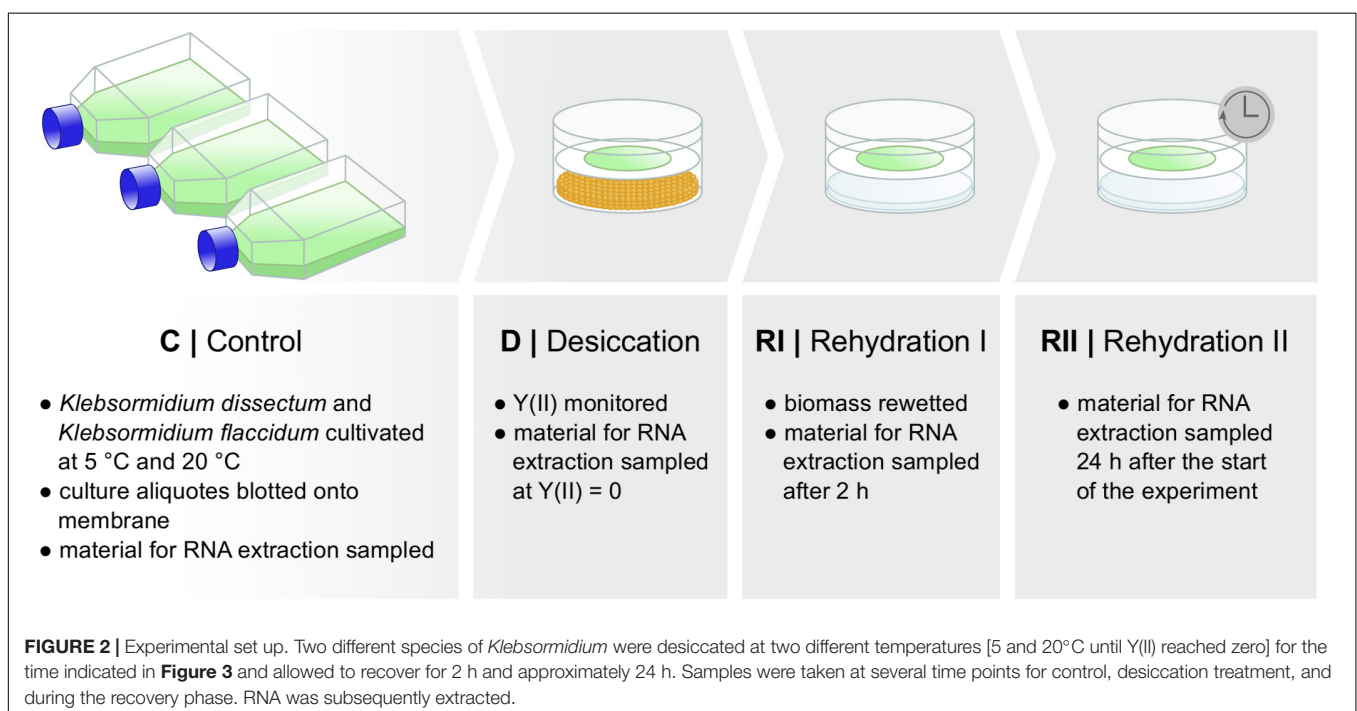 C | Control
● Klebsormidium dissectum and
Klebsormidium flaccidum cultivated
at 5 °C and 20 °C
● culture aliquotes blotted onto
membrane
● material for RNA extraction sampled
D | Desiccation
● Y(II) monitored
● material for RNA
extraction sampled
at Y(II) = 0
RI | Rehydration I
● biomass rewetted
● material for RNA
extraction sampled
after 2 h
RII | Rehydration II
● material for RNA
extraction sampled
24 h after the start
of the experiment
FIGURE 2 | Experimental set up. Two different species of Klebsormidium were desiccated at two different temperatures [5 and 20°C until Y(II) reached zero] for the
time indicated in Figure 3 and allowed to recover for 2 h and approximately 24 h. Samples were taken at several time points for control, desiccation treatment, and
during the recovery phase. RNA was subsequently extracted.